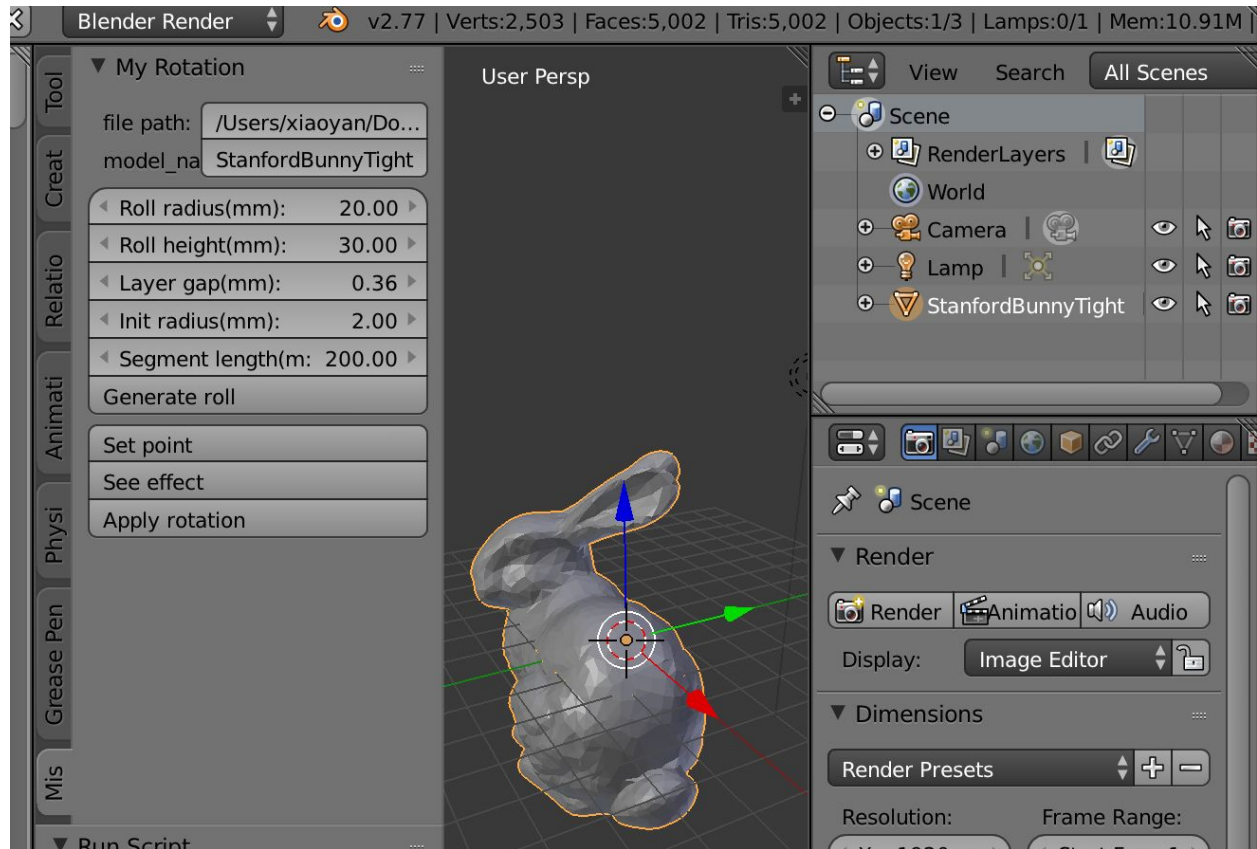 Blender Render
v2.77 | Verts:2,503 | Faces:5,002 | Tris:5,002 | Objects:1/3 | Lamps:0/1 | Mem:10.91M |
Tool
Creat
Relatio
Animati
Physi
Grease Pen
Mis
My Rotation
file path: /Users/xiaoyan/Do...
model_na StanfordBunnyTight
Roll radius(mm): 20.00
Roll height(mm): 30.00
Layer gap(mm): 0.36
Init radius(mm): 2.00
Segment length(m: 200.00
Generate roll
Set point
See effect
Apply rotation
Run Script
User Persp
View Search All Scenes
Scene
RenderLayers |
World
Camera |
Lamp |
StanfordBunnyTight
Scene
Render
Render Animatio Audio
Display: Image Editor
Dimensions
Render Presets
Resolution: Frame Range: